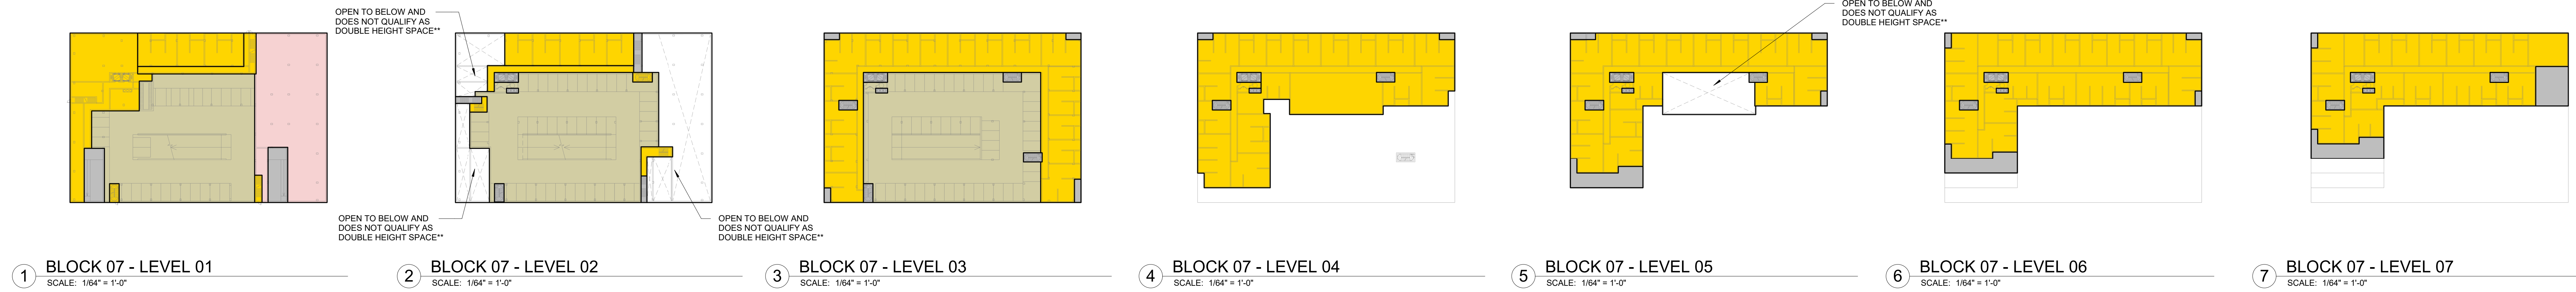 OPEN TO BELOW AND
DOES NOT QUALIFY AS
DOUBLE HEIGHT SPACE**
OPEN TO BELOW AND
DOES NOT QUALIFY AS
DOUBLE HEIGHT SPACE**
OPEN TO BELOW AND
DOES NOT QUALIFY AS
DOUBLE HEIGHT SPACE**
OPEN TO BELOW AND
DOES NOT QUALIFY AS
DOUBLE HEIGHT SPACE**
1
BLOCK 07 - LEVEL 01
SCALE: 1/64" = 1'-0"
2
BLOCK 07 - LEVEL 02
SCALE: 1/64" = 1'-0"
3
BLOCK 07 - LEVEL 03
SCALE: 1/64" = 1'-0"
4
BLOCK 07 - LEVEL 04
SCALE: 1/64" = 1'-0"
5
BLOCK 07 - LEVEL 05
SCALE: 1/64" = 1'-0"
6
BLOCK 07 - LEVEL 06
SCALE: 1/64" = 1'-0"
7
BLOCK 07 - LEVEL 07
SCALE: 1/64" = 1'-0"